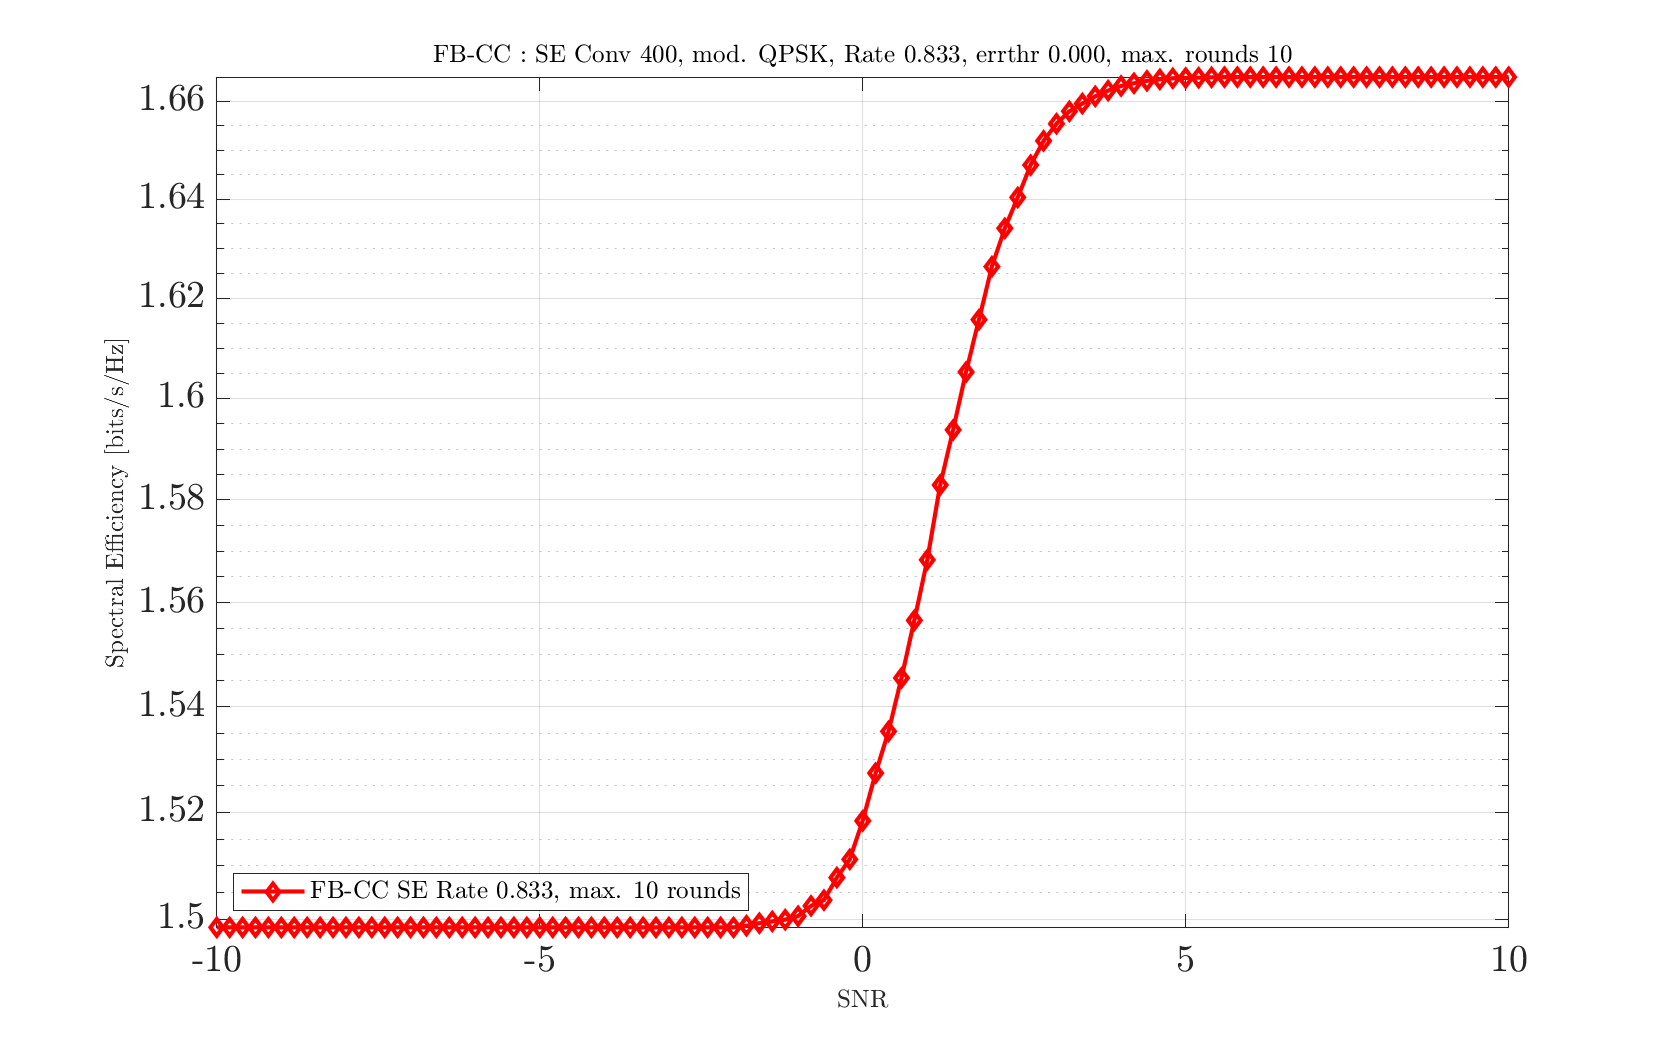 FB-CC : SE Conv 400, mod. QPSK, Rate 0.833, errthr 0.000, max. rounds 10
1.66
1.64
1.62
1.6
1.58
1.56
1.54
1.52
1.5
Spectral Efficiency [bits/s/Hz]
FB-CC SE Rate 0.833, max. 10 rounds
-10 -5 0 5 10
SNR